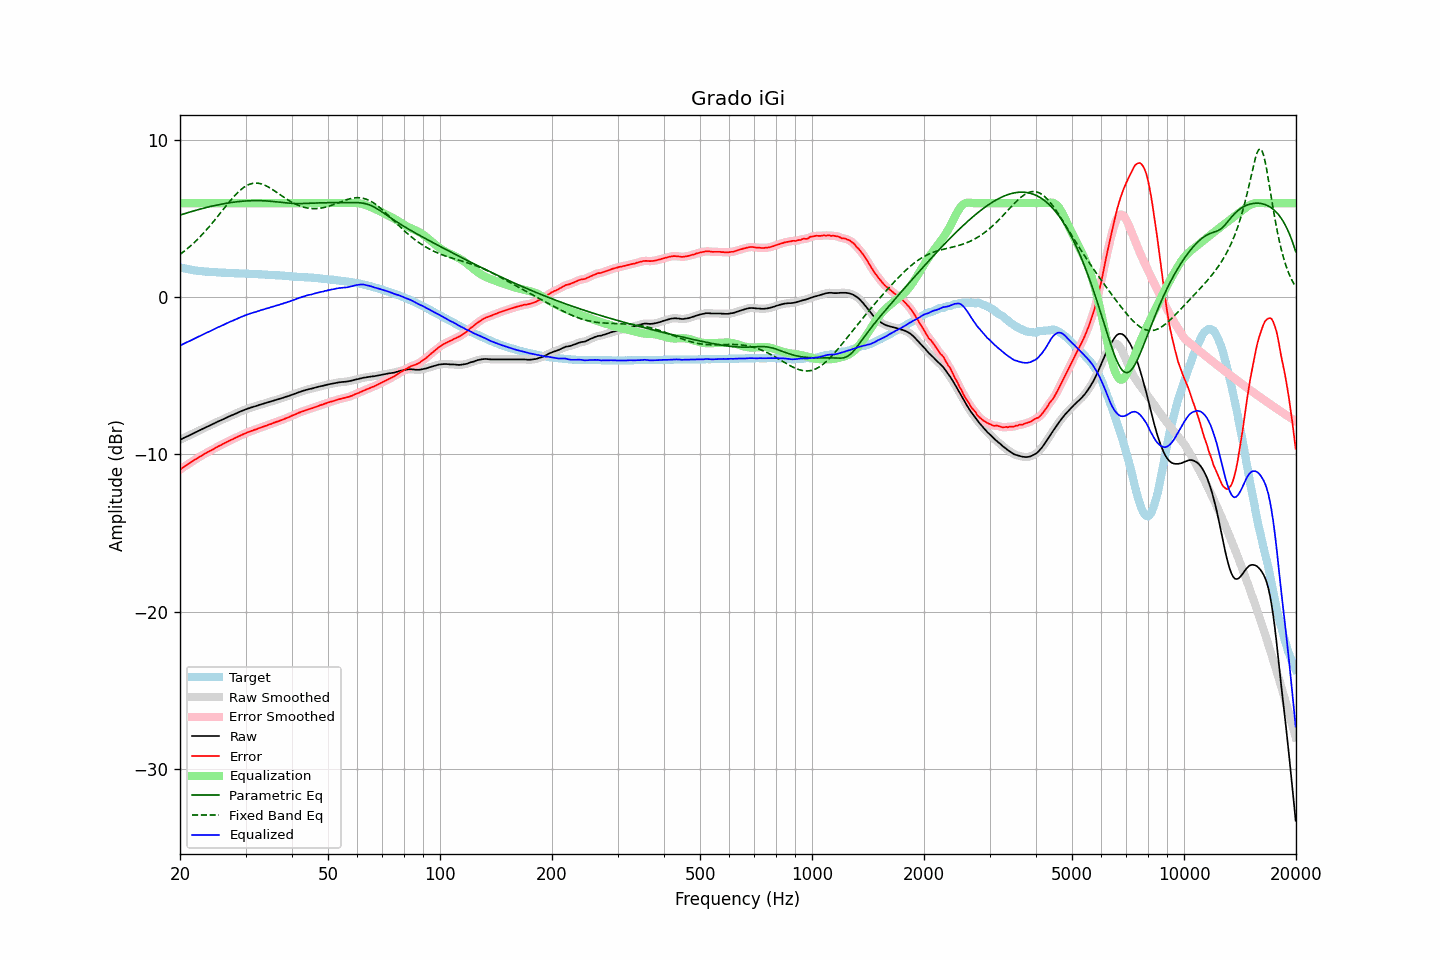 Grado iGi
10
0
−10
−20
−30
Amplitude (dBr)
20
50
100
200
500
1000
2000
5000
10000
20000
Frequency (Hz)
Target
Raw Smoothed
Error Smoothed
Raw
Error
Equalization
Parametric Eq
Fixed Band Eq
Equalized